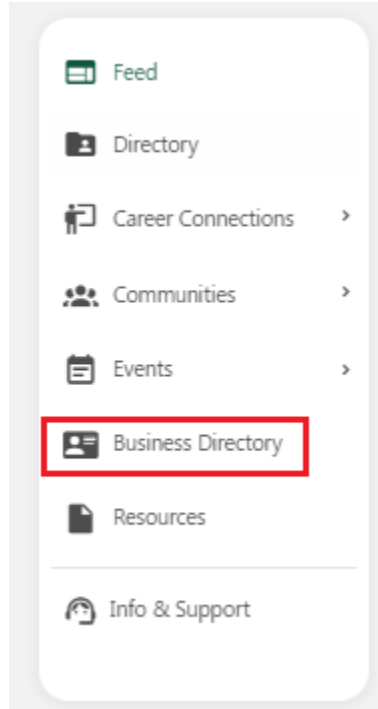 Feed
Directory
Career Connections
Communities
Events
Business Directory
Resources
Info & Support